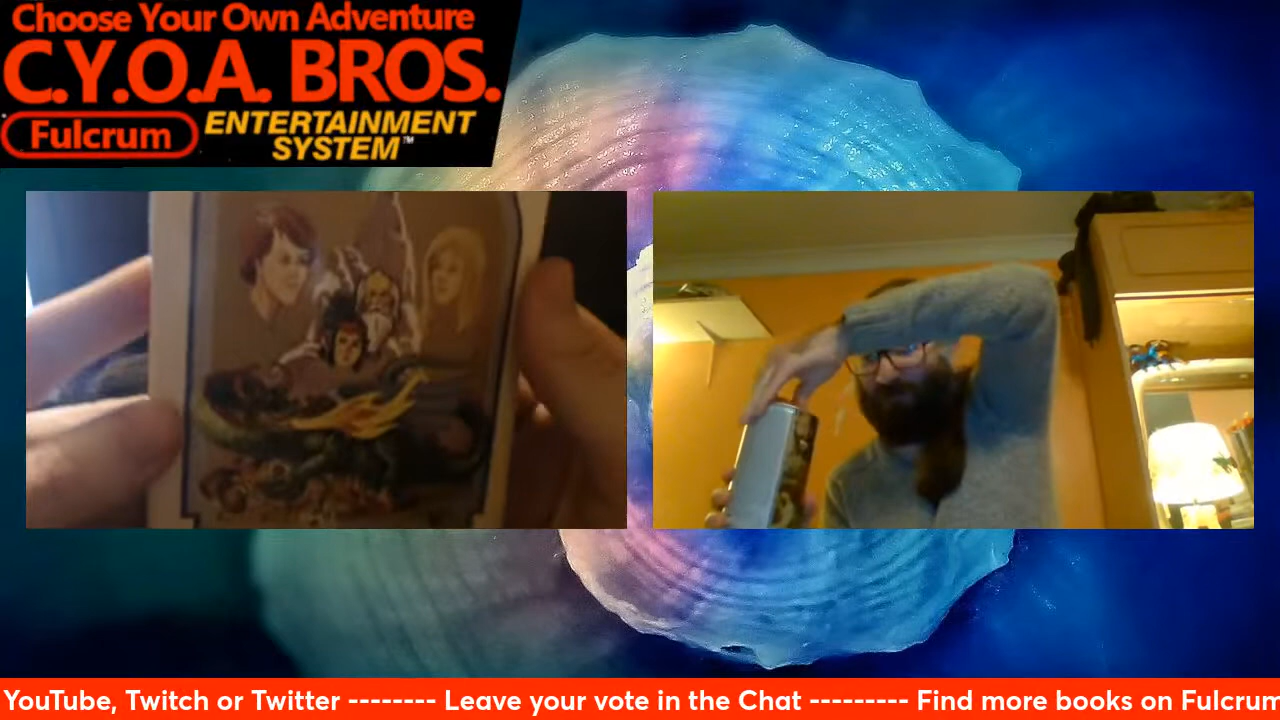 Choose Your Own Adventure
C.Y.O.A. BROS.
Fulcrum
ENTERTAINMENT
SYSTEM™
YouTube, Twitch or Twitter -------- Leave your vote in the Chat --------- Find more books on Fulcrum